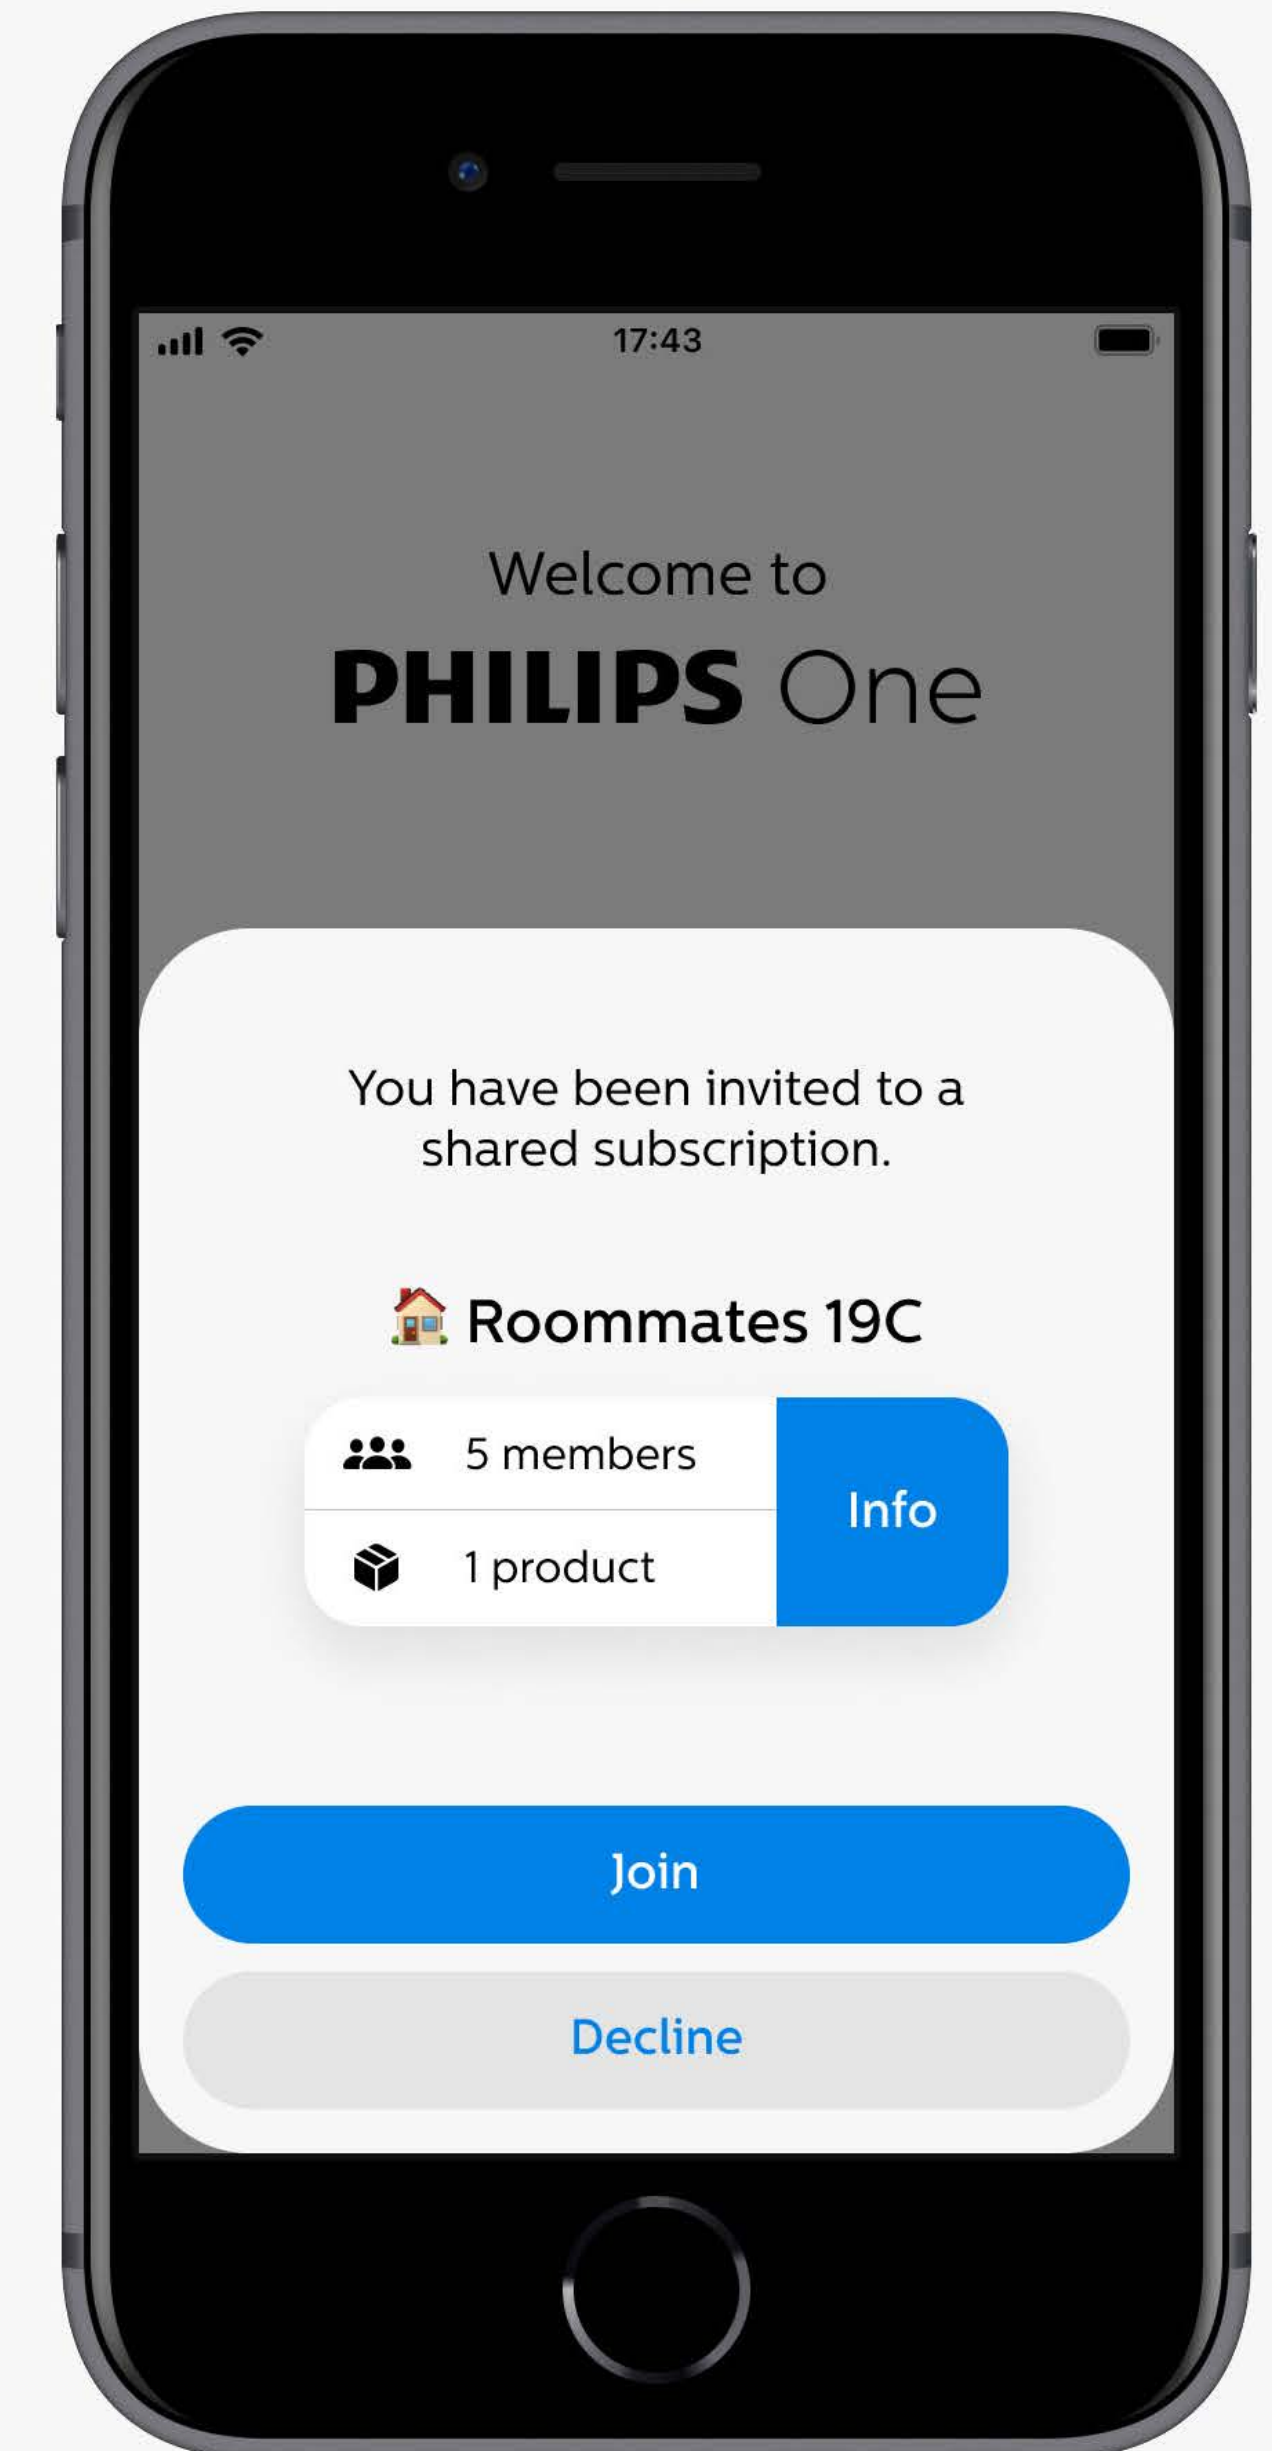 17:43
Welcome to
PHILIPS One
You have been invited to a
shared subscription.
Roommates 19C
5 members
Info
1 product
Join
Decline